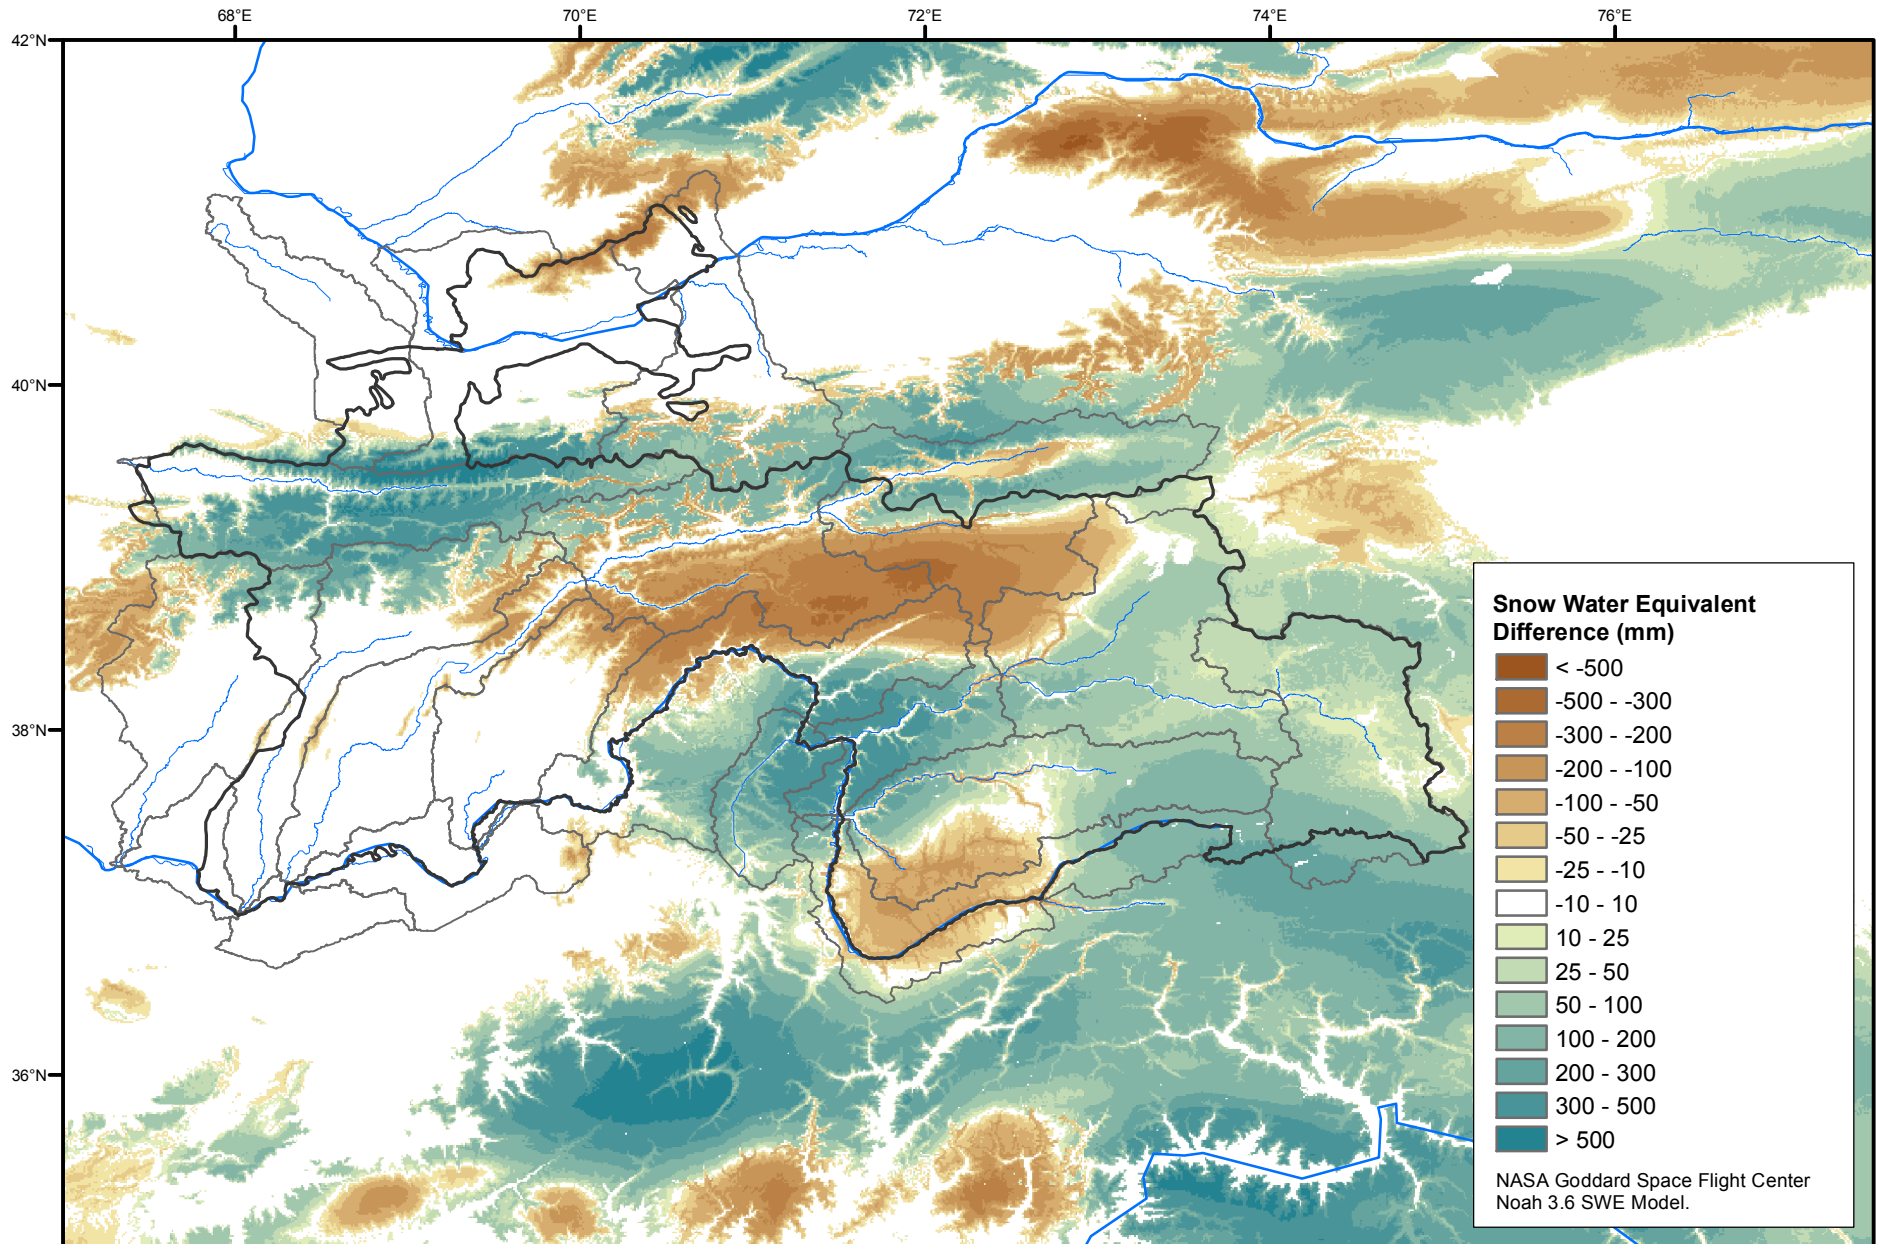 68°E 70°E 72°E 74°E 76°E
42°N
40°N
38°N
36°N
Snow Water Equivalent
Difference (mm)
< -500
-500 - -300
-300 - -200
-200 - -100
-100 - -50
-50 - -25
-25 - -10
-10 - 10
10 - 25
25 - 50
50 - 100
100 - 200
200 - 300
300 - 500
> 500
NASA Goddard Space Flight Center
Noah 3.6 SWE Model.